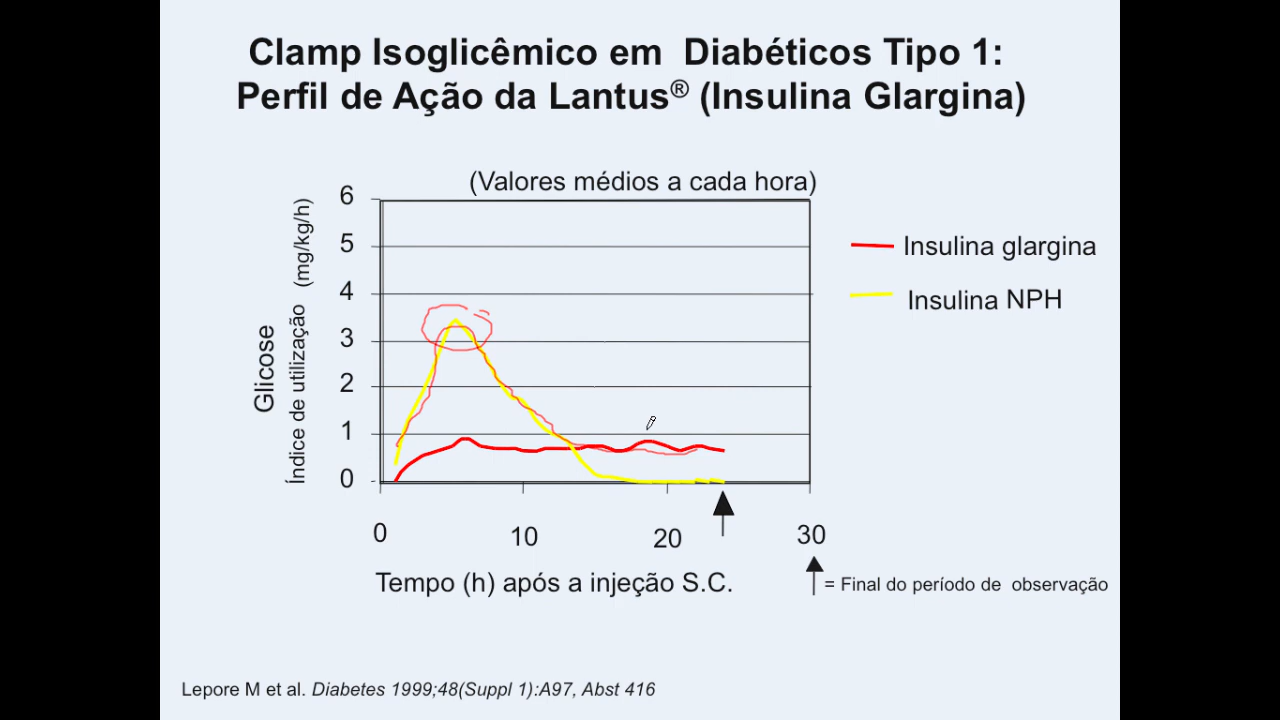 Clamp Isoglicêmico em Diabéticos Tipo 1:
Perfil de Ação da Lantus® (Insulina Glargina)
(Valores médios a cada hora)
Glicose
Índice de utilização (mg/kg/h)
6
5
4
3
2
1
0
0
10
20
30
Tempo (h) após a injeção S.C.
Insulina glargina
Insulina NPH
= Final do período de observação
Lepore M et al. Diabetes 1999;48(Suppl 1):A97, Abst 416